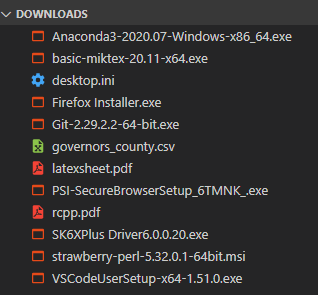 DOWNLOADS
Anaconda3-2020.07-Windows-x86_64.exe
basic-miktex-20.11-x64.exe
desktop.ini
Firefox Installer.exe
Git-2.29.2.2-64-bit.exe
governors_county.csv
latexsheet.pdf
PSI-SecureBrowserSetup_6TMNK_.exe
rcpp.pdf
SK6XPlus Driver6.0.0.20.exe
strawberry-perl-5.32.0.1-64bit.msi
VSCodeUserSetup-x64-1.51.0.exe